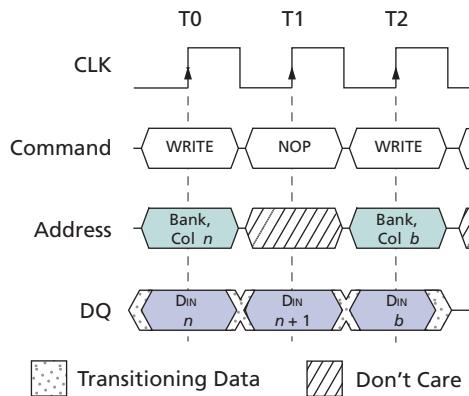 T0 T1 T2
CLK
Command WRITE NOP WRITE
Address Bank, Col n Bank, Col b
DQ DIN n DIN n + 1 DIN b
Transitioning Data Don't Care